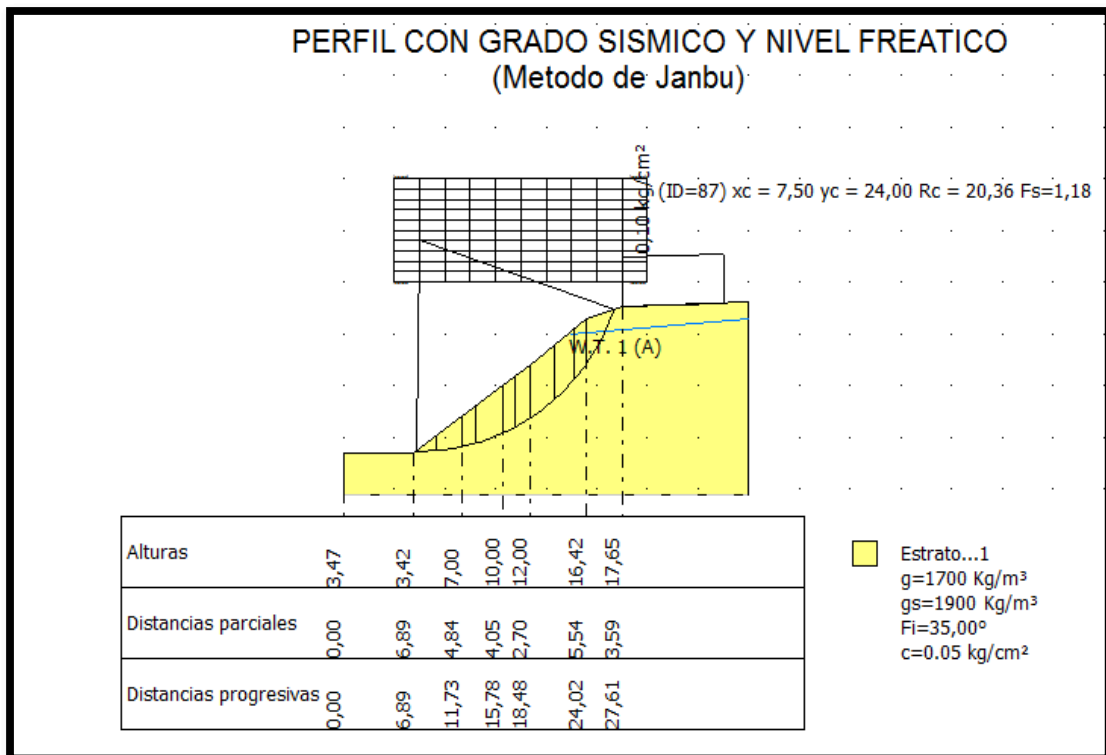 PERFIL CON GRADO SISMICO Y NIVEL FREATICO
(Metodo de Janbu)
0,10 kg/cm²
(ID=87) xc = 7,50 yc = 24,00 Rc = 20,36 Fs=1,18
W.T. 1 (A)
Alturas 3,47 3,42 7,00 10,00 12,00 16,42 17,65
Distancias parciales 0,00 6,89 4,84 4,05 2,70 5,54 3,59
Distancias progresivas 0,00 6,89 11,73 15,78 18,48 24,02 27,61
Estrato...1
g=1700 Kg/m³
gs=1900 Kg/m³
Fi=35,00º
c=0.05 kg/cm²